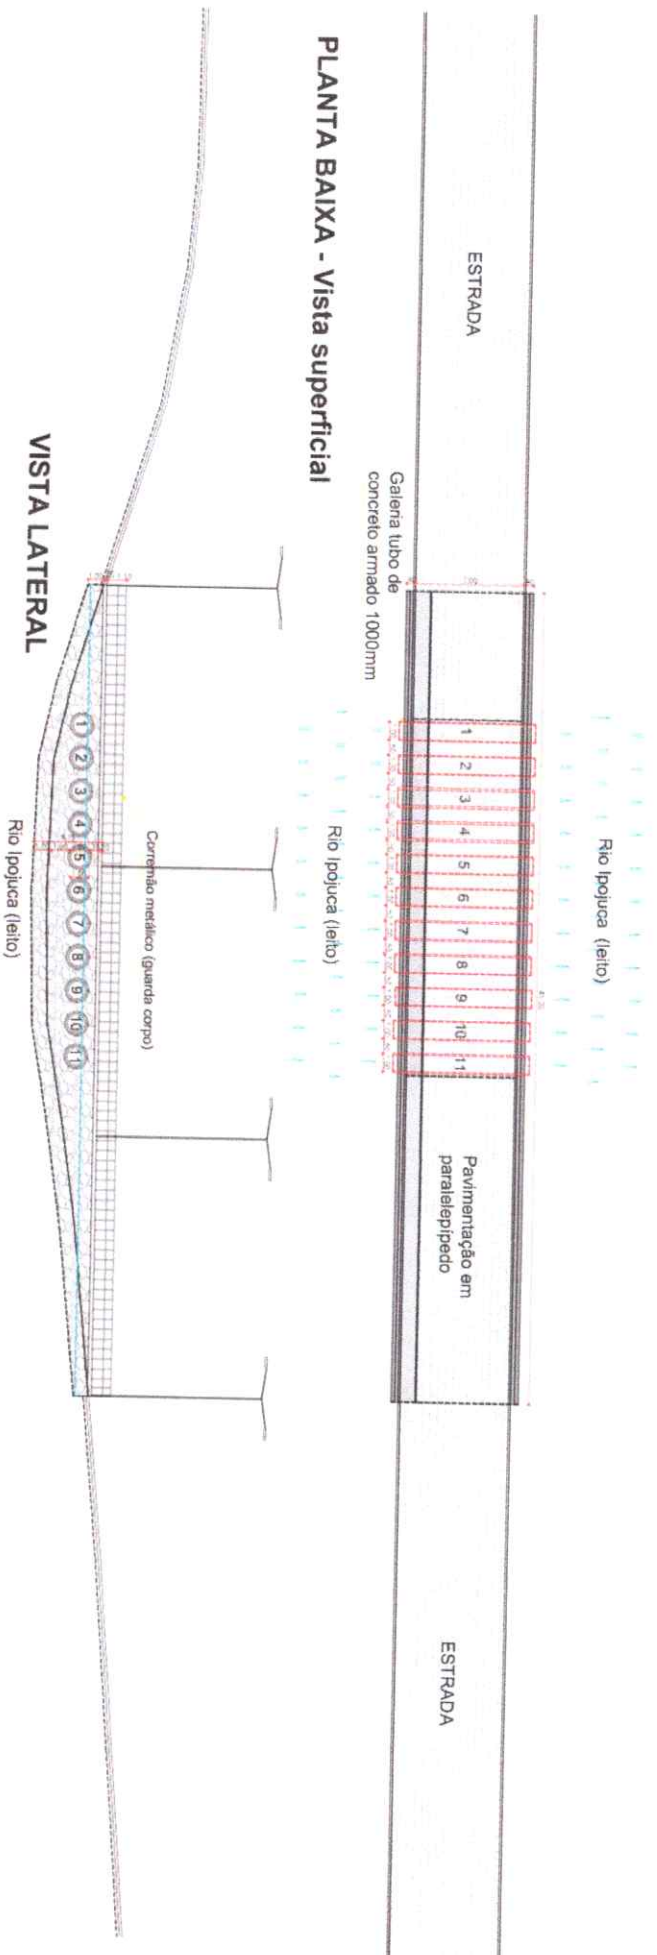 Rio Ipojuca (leito)
ESTRADA
1
2
3
4
5
6
7
8
9
10
11
Pavimentação em
paralelepípedo
ESTRADA
Galeria tubo de
concreto armado 1000mm
Rio Ipojuca (leito)
PLANTA BAIXA - Vista superficial
Corremão metálico (guarda corpo)
1
2
3
4
5
6
7
8
9
10
11
VISTA LATERAL
Rio Ipojuca (leito)